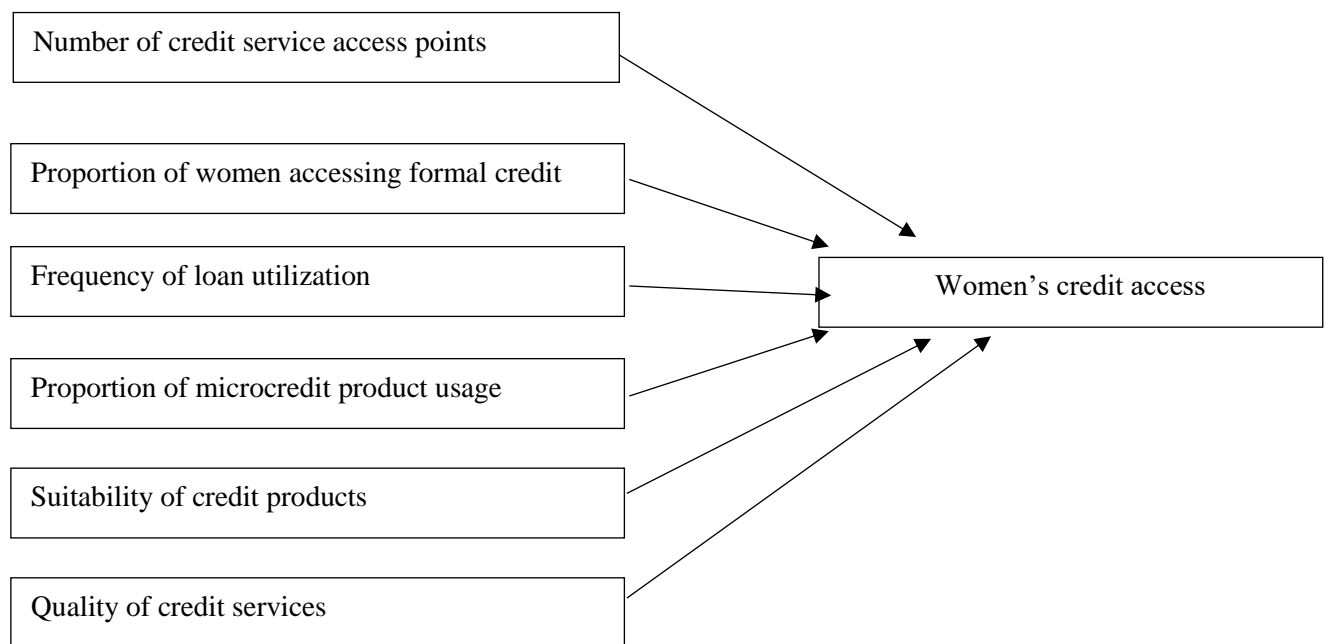 Number of credit service access points
Proportion of women accessing formal credit
Frequency of loan utilization
Women’s credit access
Proportion of microcredit product usage
Suitability of credit products
Quality of credit services